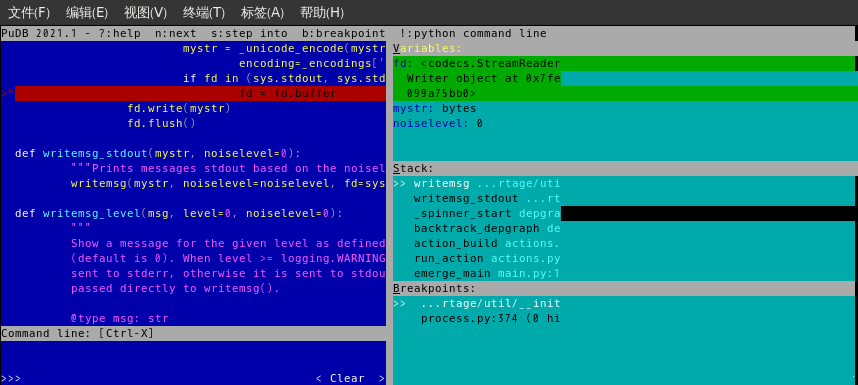 文件(F) 编辑(E) 视图(V) 终端(T) 标签(A) 帮助(H)
PuDB 2021.1 - ?:help n:next s:step into b:breakpoint !:python command line
mystr = _unicode_encode(mystr
encoding=_encodings['
if fd in (sys.stdout, sys.std
>* fd = fd.buffer
fd.write(mystr)
fd.flush()
def writemsg_stdout(mystr, noiselevel=0):
"""Prints messages stdout based on the noisel
writemsg(mystr, noiselevel=noiselevel, fd=sys
def writemsg_level(msg, level=0, noiselevel=0):
"""
Show a message for the given level as defined
(default is 0). When level >= logging.WARNING
sent to stderr, otherwise it is sent to stdou
passed directly to writemsg().
@type msg: str
Command line: [Ctrl-X]
>>> < Clear >
Variables:
fd: <codecs.StreamReader
Writer object at 0x7fe
099a75bb0>
mystr: bytes
noiselevel: 0
Stack:
>> writemsg ...rtage/uti
writemsg_stdout ...rt
_spinner_start depgra
backtrack_depgraph de
action_build actions.
run_action actions.py
emerge_main main.py:1
Breakpoints:
>> ...rtage/util/__init
process.py:374 (0 hi